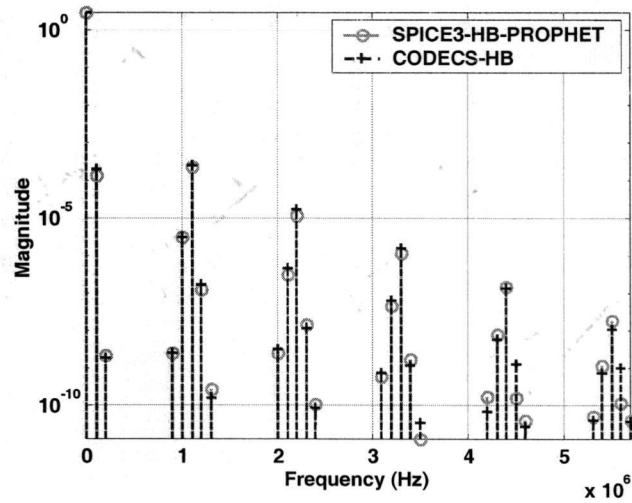 10^0
SPICE3-HB-PROPHET
CODECS-HB
Magnitude
10^-5
10^-10
0 1 2 3 4 5
Frequency (Hz)
x 10^6